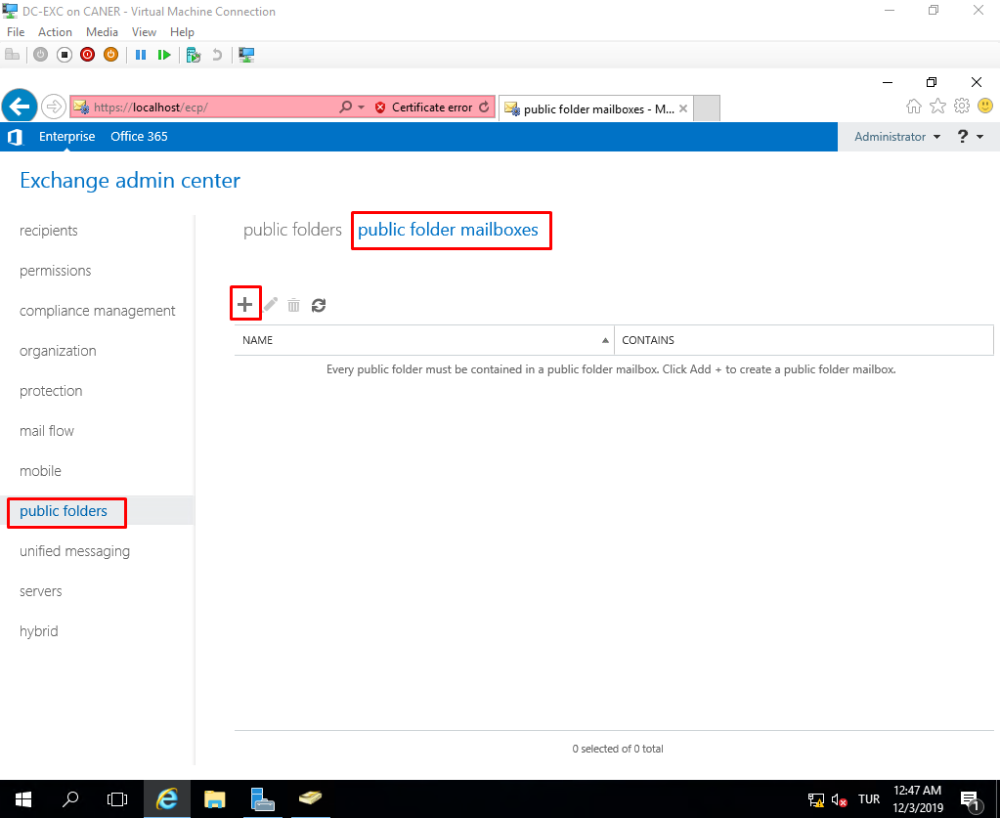 DC-EXC on CANER - Virtual Machine Connection
File Action Media View Help
https://localhost/ecp/ Certificate error public folder mailboxes - M...
Enterprise Office 365 Administrator ?
Exchange admin center
recipients
permissions
compliance management
organization
protection
mail flow
mobile
public folders
unified messaging
servers
hybrid
public folders public folder mailboxes
NAME CONTAINS
Every public folder must be contained in a public folder mailbox. Click Add + to create a public folder mailbox.
0 selected of 0 total
TUR
12:47 AM
12/3/2019
1